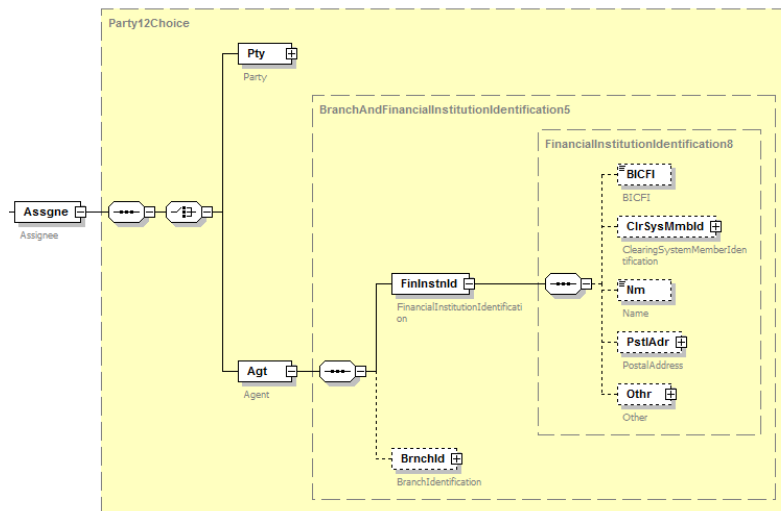 Party12Choice
Pty
Party
BranchAndFinancialInstitutionIdentification5
FinancialInstitutionIdentification8
BICFI
BICFI
Assgne
Assignee
ClrSysMmbId
ClearingSystemMemberIden
tification
FinInstnId
FinancialInstitutionIdentificati
on
Nm
Name
PstlAdr
PostalAddress
Agt
Agent
Othr
Other
BrnchId
BranchIdentification